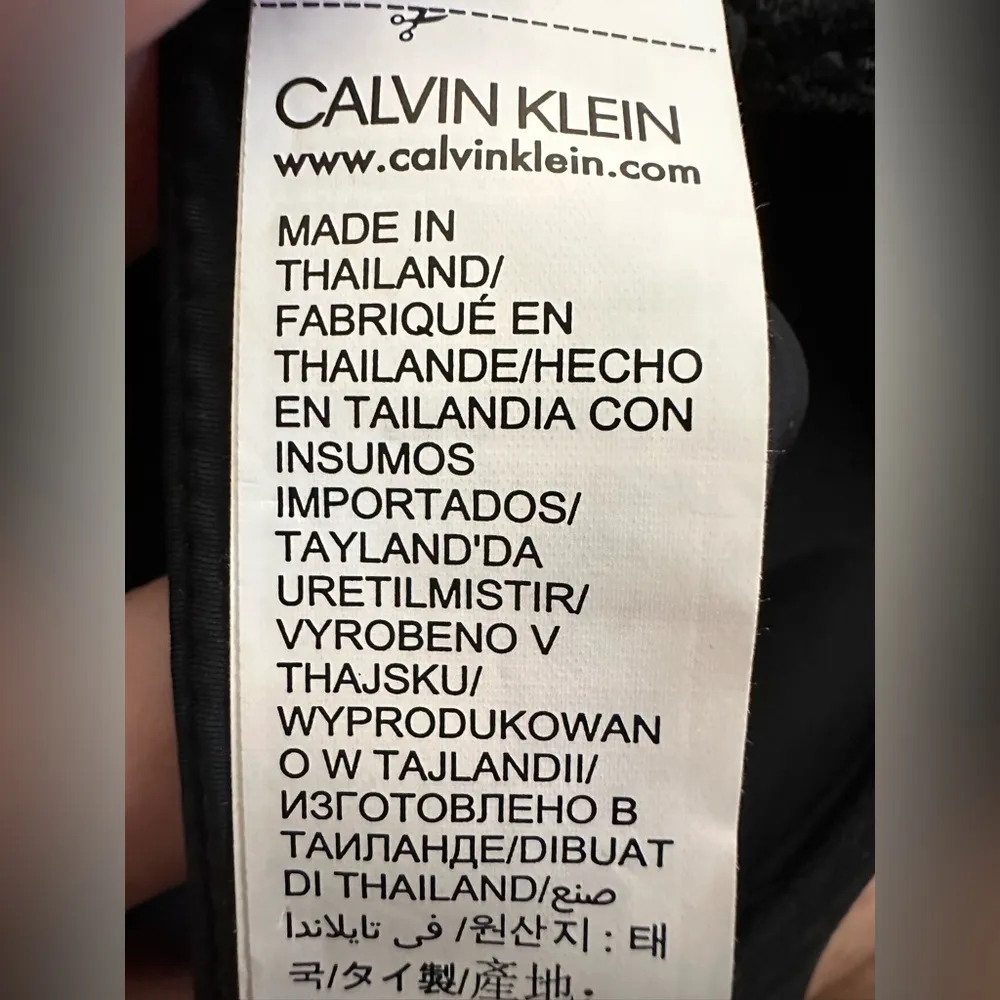 CALVIN KLEIN
www.calvinklein.com
MADE IN
THAILAND/
FABRIQUÉ EN
THAILANDE/HECHO
EN TAILANDIA CON
INSUMOS
IMPORTADOS/
TAYLAND'DA
URETILMISTIR/
VYROBENO V
THAJSKU/
WYPRODUKOWAN
O W TAJLANDII/
ИЗГОТОВЛЕНО В
ТАИЛАНДЕ/DIBUAT
DI THAILAND/صنع
في تايلاندا/원산지 : 태
국/タイ製/産地.